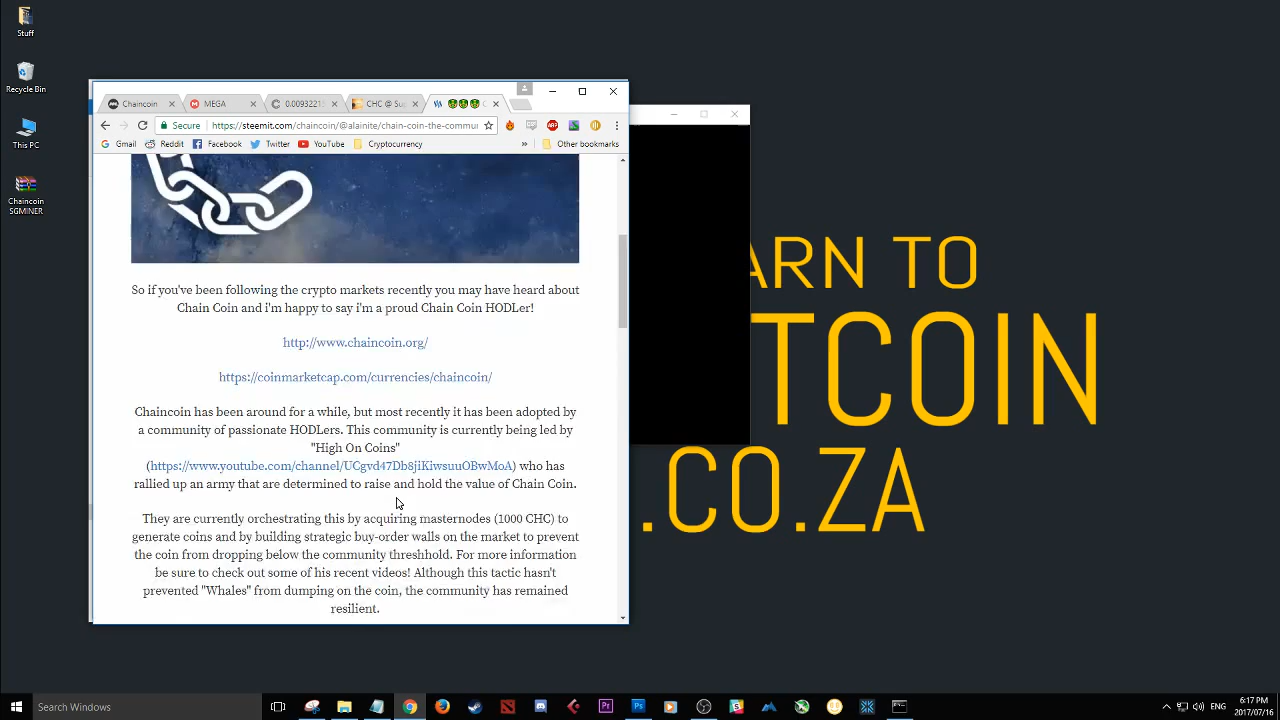 Stuff
Recycle Bin
This PC
Chaincoin
SGMINER
Chaincoin
MEGA
0.0093221
CHC @ Su
Secure
https://steemit.com/chaincoin/@alainite/chain-coin-the-commu
Gmail
Reddit
Facebook
Twitter
YouTube
Cryptocurrency
»
Other bookmarks
So if you've been following the crypto markets recently you may have heard about
Chain Coin and i'm happy to say i'm a proud Chain Coin HODLer!
http://www.chaincoin.org/
https://coinmarketcap.com/currencies/chaincoin/
Chaincoin has been around for a while, but most recently it has been adopted by
a community of passionate HODLers. This community is currently being led by
"High On Coins"
(https://www.youtube.com/channel/UCgvd47Db8jiKiwsuuOBwMoA) who has
rallied up an army that are determined to raise and hold the value of Chain Coin.
They are currently orchestrating this by acquiring masternodes (1000 CHC) to
generate coins and by building strategic buy-order walls on the market to prevent
the coin from dropping below the community threshhold. For more information
be sure to check out some of his recent videos! Although this tactic hasn't
prevented "Whales" from dumping on the coin, the community has remained
resilient.
ARN TO
TCOIN
.CO.ZA
Search Windows
ENG
6:17 PM
2017/07/16